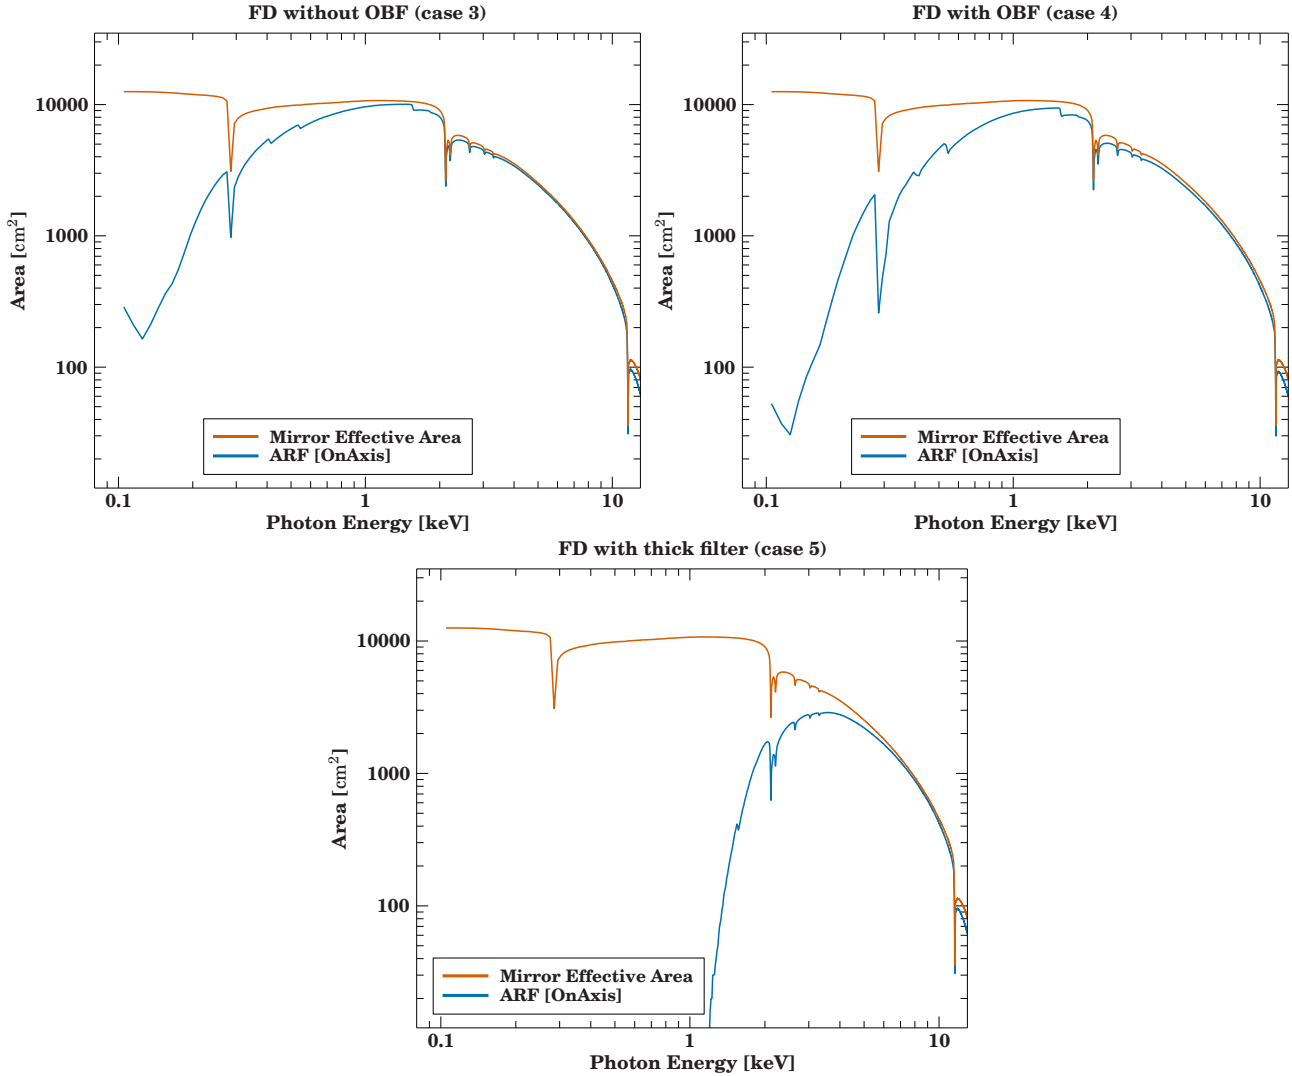 FD without OBF (case 3)
10000
1000
100
Area [cm²]
0.1 1 10
Photon Energy [keV]
Mirror Effective Area
ARF [OnAxis]
FD with OBF (case 4)
10000
1000
100
Area [cm²]
0.1 1 10
Photon Energy [keV]
Mirror Effective Area
ARF [OnAxis]
FD with thick filter (case 5)
10000
1000
100
Area [cm²]
0.1 1 10
Photon Energy [keV]
Mirror Effective Area
ARF [OnAxis]